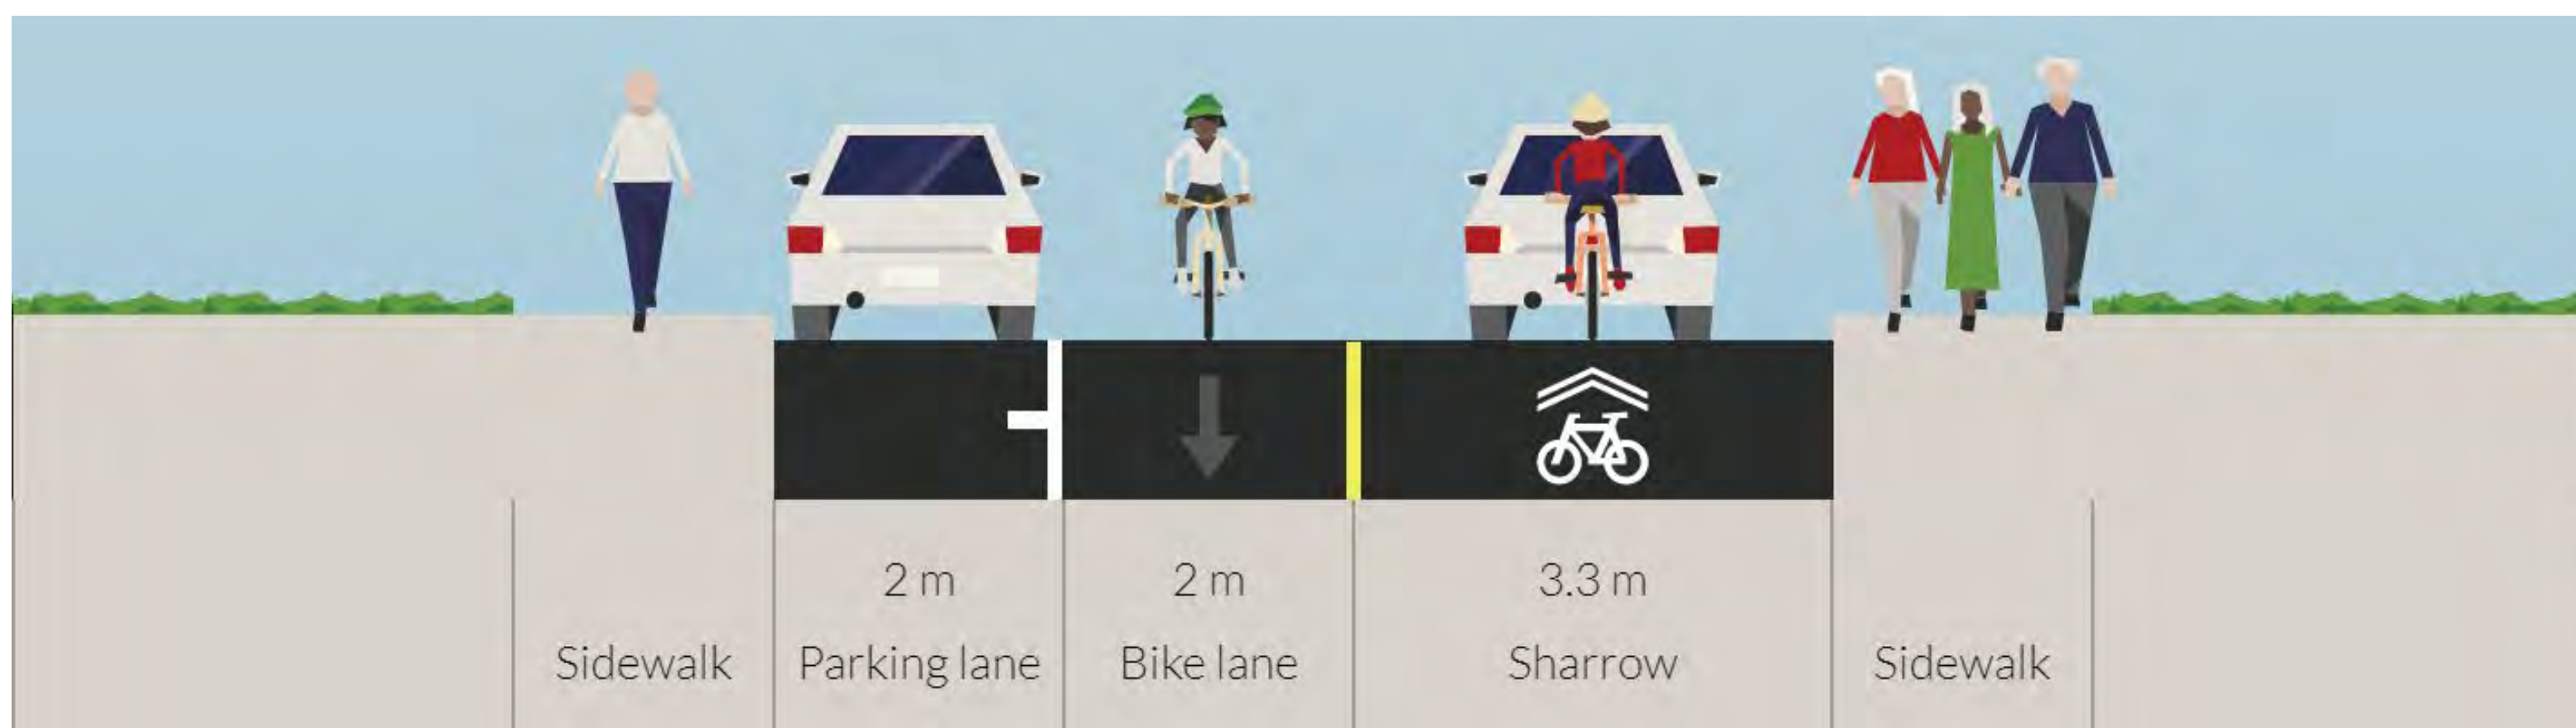 2 m
2 m
3.3 m
Sidewalk
Parking lane
Bike lane
Sharrow
Sidewalk